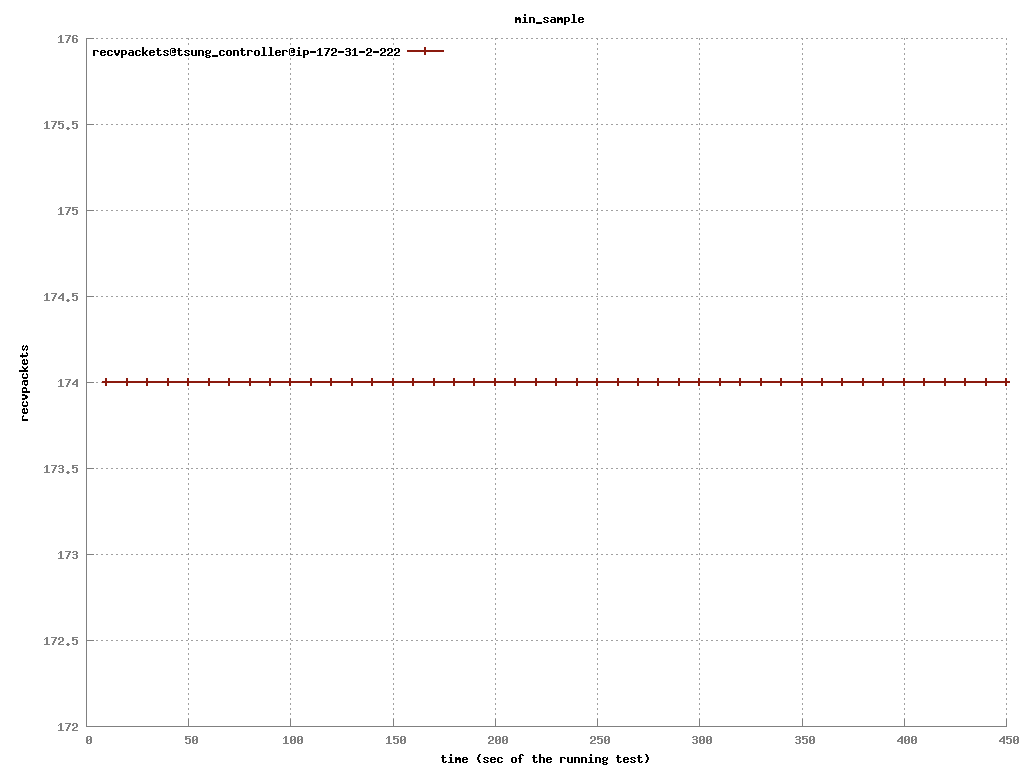 min_sample
176
recvpackets@tsung_controller@ip-172-31-2-222
175.5
175
174.5
recvpackets
174
173.5
173
172.5
172
0 50 100 150 200 250 300 350 400 450
time (sec of the running test)